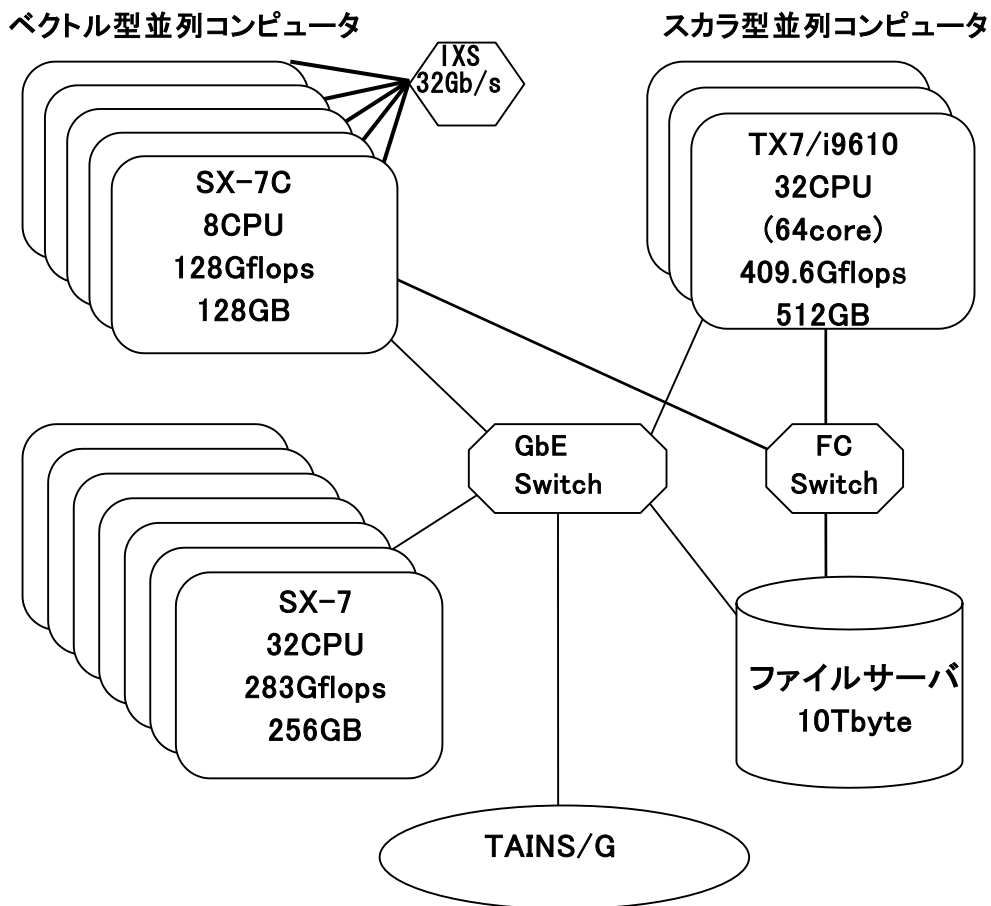 ベクトル型並列コンピュータ
スカラ型並列コンピュータ
IXS
32Gb/s
SX-7C
8CPU
128Gflops
128GB
TX7/i9610
32CPU
(64core)
409.6Gflops
512GB
GbE
Switch
FC
Switch
SX-7
32CPU
283Gflops
256GB
ファイルサーバ
10Tbyte
TAINS/G